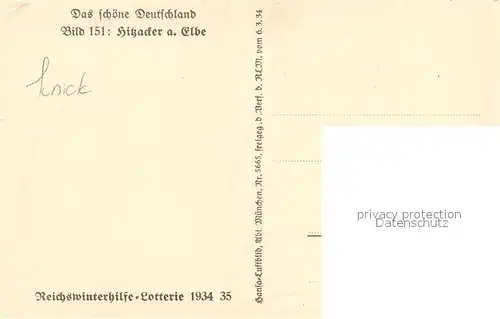 Das schöne Deutschland
Bild 151: Hitzacker a. Elbe
Knick
Reichswinterhilfe-Lotterie 1934 35
Hansa-Luftbild, Abt. München, Nr. 5665, freigeg. d. Verf. d. RLM. vom 6. 3. 34
privacy protection
Datenschutz